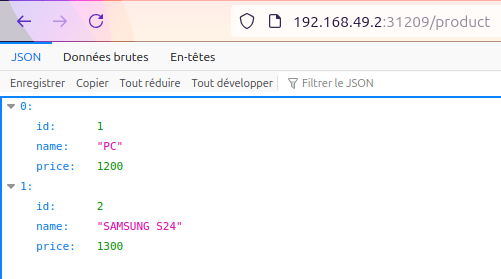 192.168.49.2:31209/product
JSON Données brutes En-têtes
Enregistrer Copier Tout réduire Tout développer Filtrer le JSON
0:
id: 1
name: "PC"
price: 1200
1:
id: 2
name: "SAMSUNG S24"
price: 1300